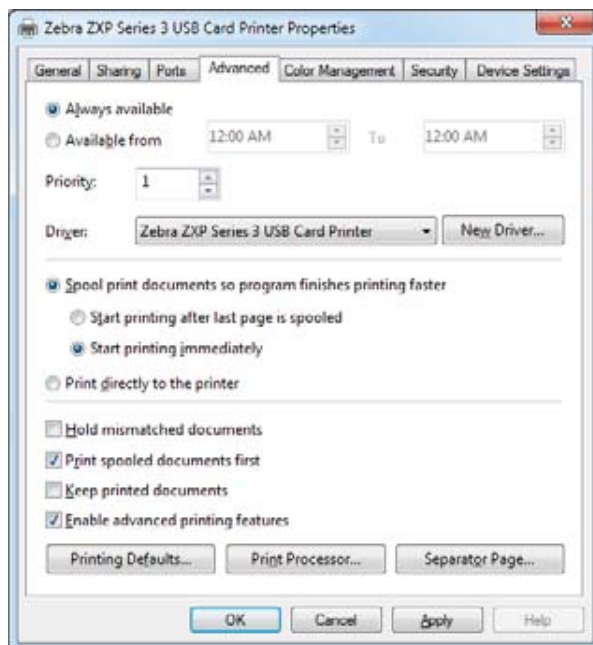 Zebra ZXP Series 3 USB Card Printer Properties
General Sharing Ports Advanced Color Management Security Device Settings
Always available
Available from 12:00 AM To 12:00 AM
Priority: 1
Driver: Zebra ZXP Series 3 USB Card Printer New Driver...
Spool print documents so program finishes printing faster
Start printing after last page is spooled
Start printing immediately
Print directly to the printer
Hold mismatched documents
Print spooled documents first
Keep printed documents
Enable advanced printing features
Printing Defaults... Print Processor... Separator Page...
OK Cancel Apply Help